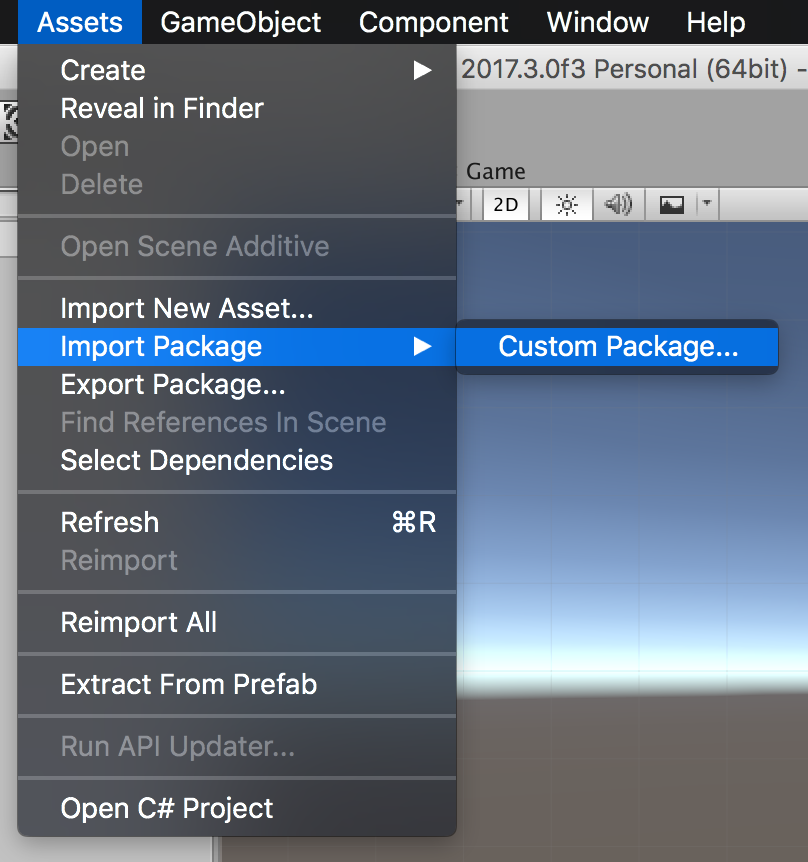 Assets GameObject Component Window Help
2017.3.0f3 Personal (64bit) -
Create
Reveal in Finder
Open
Delete
Game
2D
Open Scene Additive
Import New Asset...
Import Package
Custom Package...
Export Package...
Find References In Scene
Select Dependencies
Refresh ⌘R
Reimport
Reimport All
Extract From Prefab
Run API Updater...
Open C# Project